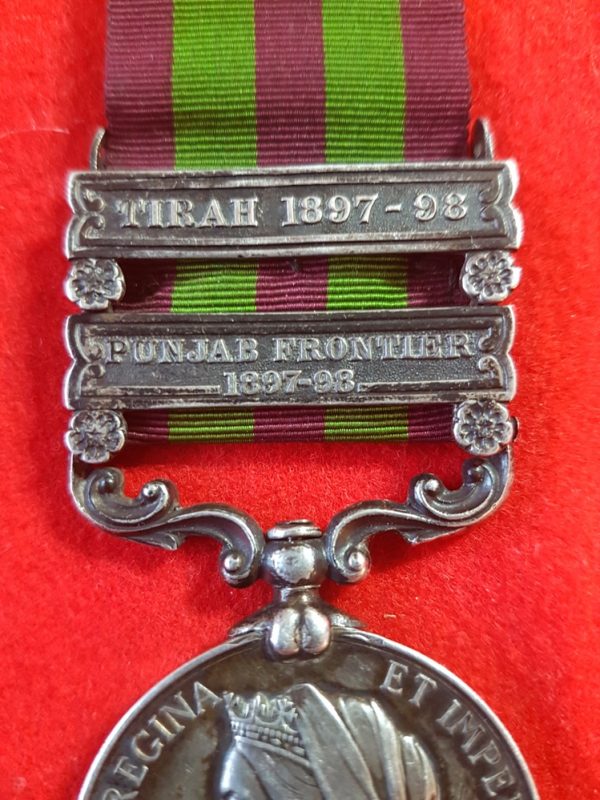 TIRAH 1897-98
PUNJAB FRONTIER
1897-98
REGINA ET IMPE